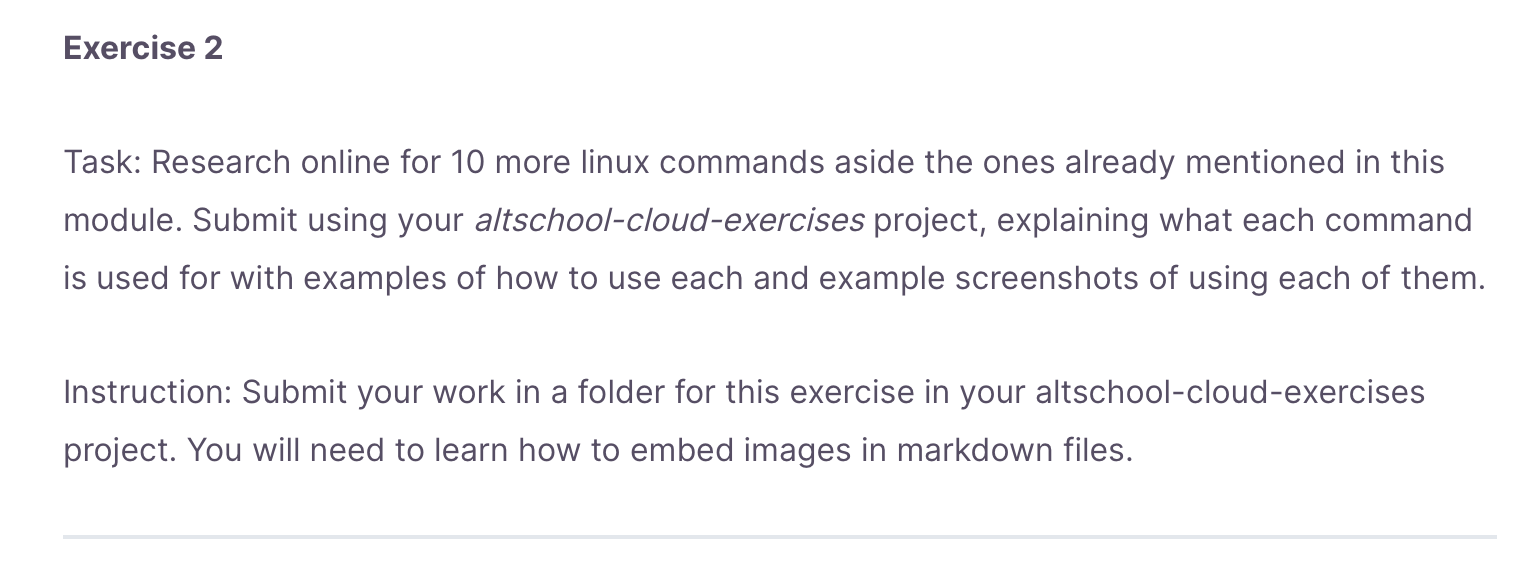 Exercise 2
Task: Research online for 10 more linux commands aside the ones already mentioned in this
module. Submit using your altschool-cloud-exercises project, explaining what each command
is used for with examples of how to use each and example screenshots of using each of them.
Instruction: Submit your work in a folder for this exercise in your altschool-cloud-exercises
project. You will need to learn how to embed images in markdown files.